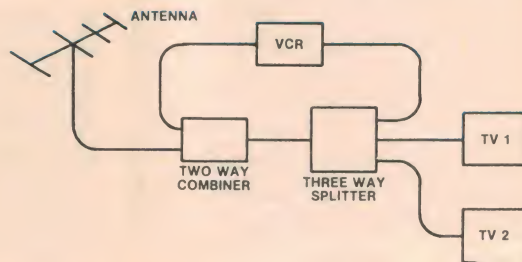 ANTENNA
VCR
TWO WAY
COMBINER
THREE WAY
SPLITTER
TV 1
TV 2